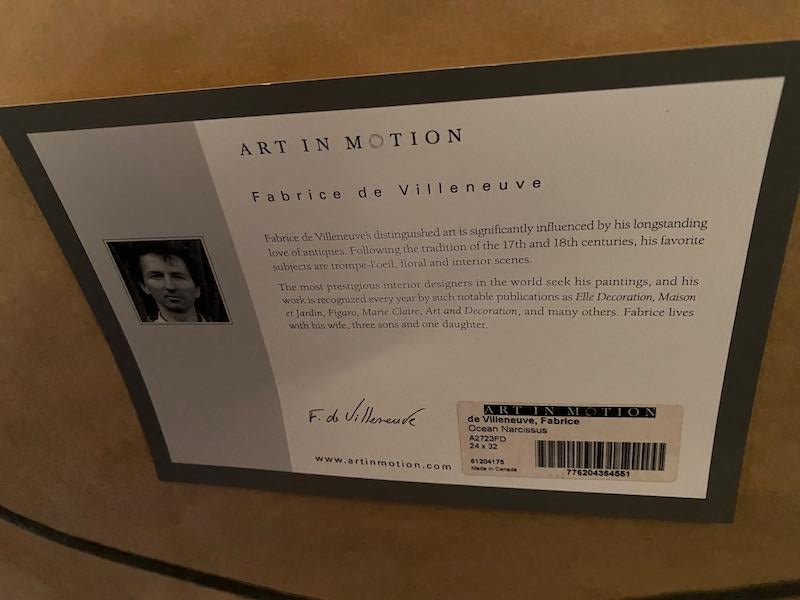 ART IN MOTION
Fabrice de Villeneuve
Fabrice de Villeneuve's distinguished art is significantly influenced by his longstanding
love of antiques. Following the tradition of the 17th and 18th centuries, his favorite
subjects are trompe-l'oeil, floral and interior scenes.
The most prestigious interior designers in the world seek his paintings, and his
work is recognized every year by such notable publications as Elle Decoration, Maison
et Jardin, Figaro, Marie Claire, Art and Decoration, and many others. Fabrice lives
with his wife, three sons and one daughter.
F. de Villeneuve
www.artinmotion.com
ART IN MOTION
de Villeneuve, Fabrice
Ocean Narcissus
A2723FD
24 x 32
61204175
Made in Canada
776204364551